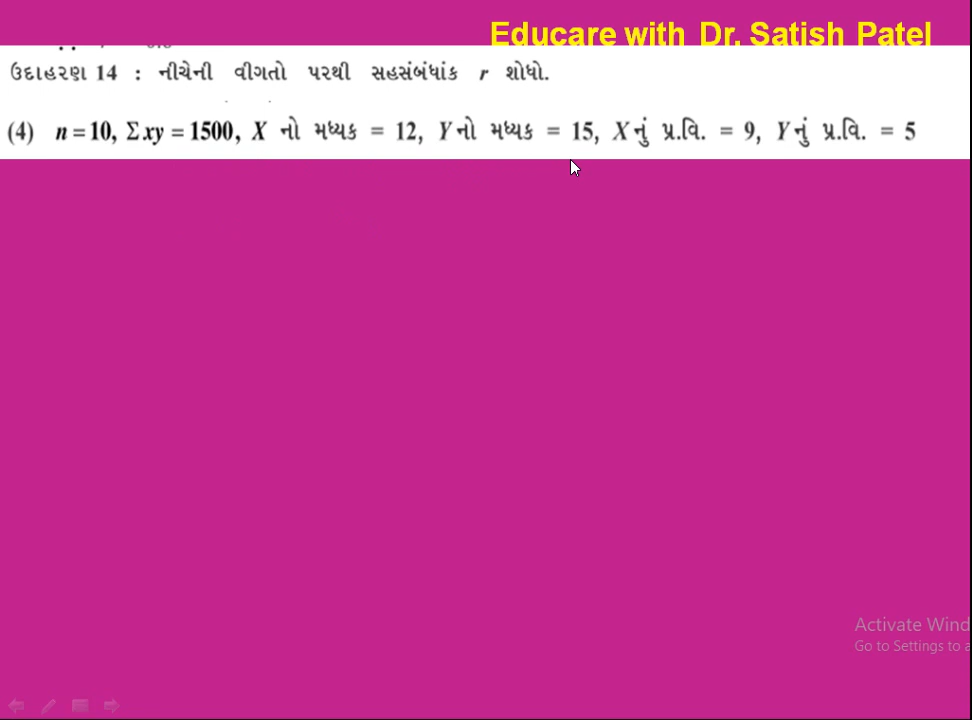 Educare with Dr. Satish Patel
ઉદાહરણ 14 : નીચેની વીગતો પરથી સહસંબંધાંક r શોધો.
(4) n = 10, Σxy = 1500, X નો મધ્યક = 12, Y નો મધ્યક = 15, X નું પ્ર.વિ. = 9, Y નું પ્ર.વિ. = 5
Activate Wind
Go to Settings to a